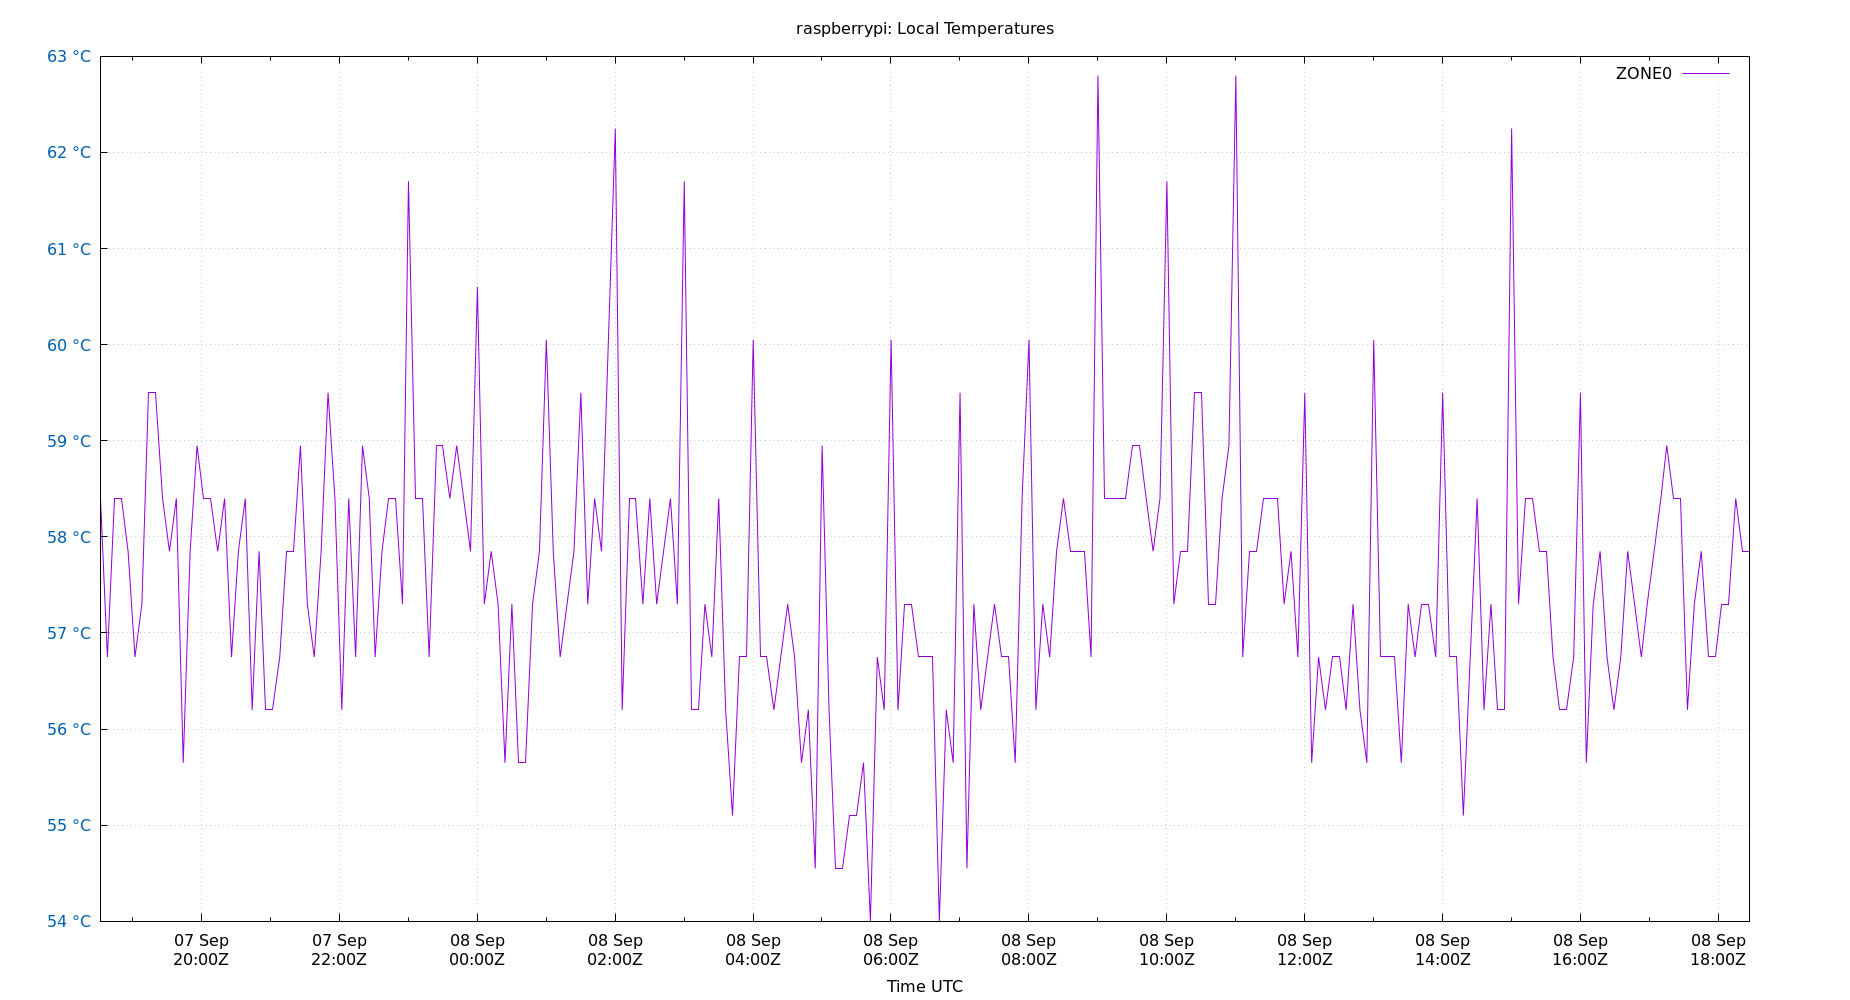 raspberrypi: Local Temperatures
63 °C
ZONE0
62 °C
61 °C
60 °C
59 °C
58 °C
57 °C
56 °C
55 °C
54 °C
07 Sep 07 Sep 08 Sep 08 Sep 08 Sep 08 Sep 08 Sep 08 Sep 08 Sep 08 Sep 08 Sep 08 Sep
20:00Z 22:00Z 00:00Z 02:00Z 04:00Z 06:00Z 08:00Z 10:00Z 12:00Z 14:00Z 16:00Z 18:00Z
Time UTC